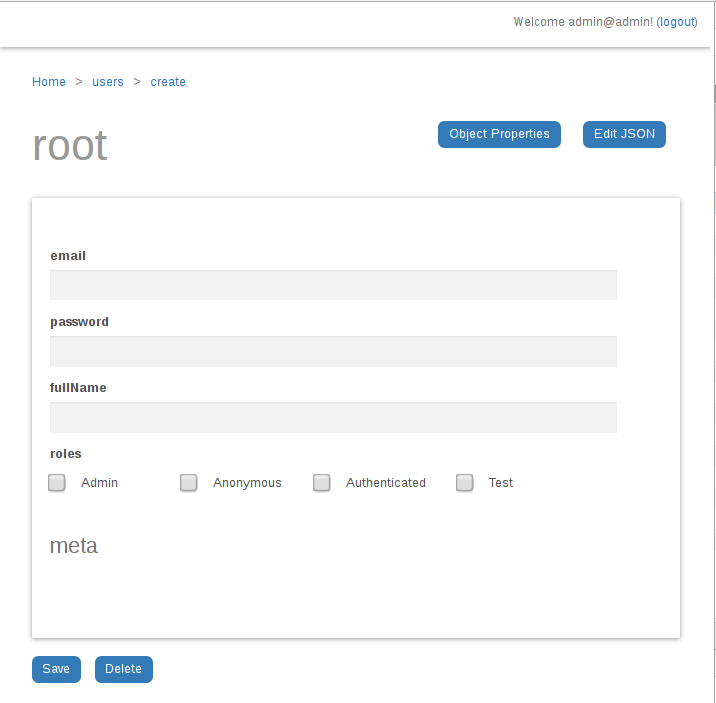 Welcome admin@admin! (logout)
Home > users > create
root
Object Properties Edit JSON
email
password
fullName
roles
Admin Anonymous Authenticated Test
meta
Save Delete